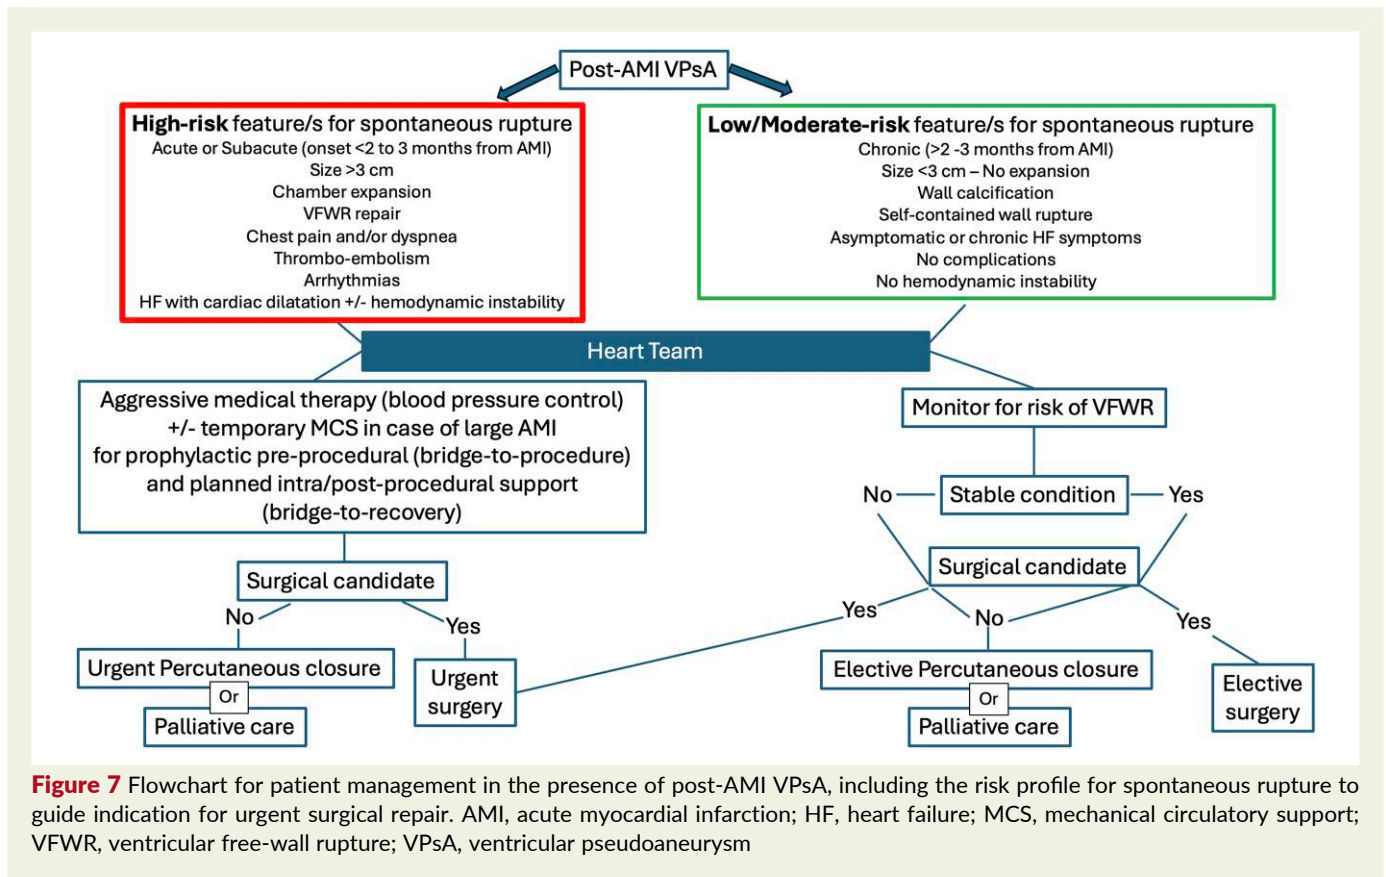 Post-AMI VPsA
High-risk feature/s for spontaneous rupture
Acute or Subacute (onset <2 to 3 months from AMI)
Size >3 cm
Chamber expansion
VFWR repair
Chest pain and/or dyspnea
Thrombo-embolism
Arrhythmias
HF with cardiac dilatation +/- hemodynamic instability
Low/Moderate-risk feature/s for spontaneous rupture
Chronic (>2 -3 months from AMI)
Size <3 cm – No expansion
Wall calcification
Self-contained wall rupture
Asymptomatic or chronic HF symptoms
No complications
No hemodynamic instability
Heart Team
Aggressive medical therapy (blood pressure control)
+/- temporary MCS in case of large AMI
for prophylactic pre-procedural (bridge-to-procedure)
and planned intra/post-procedural support
(bridge-to-recovery)
Surgical candidate
No
Yes
Urgent Percutaneous closure
Or
Palliative care
Urgent
surgery
Monitor for risk of VFWR
No
Stable condition
Yes
Surgical candidate
Yes
No
Yes
Elective Percutaneous closure
Or
Palliative care
Elective
surgery
Figure 7 Flowchart for patient management in the presence of post-AMI VPsA, including the risk profile for spontaneous rupture to
guide indication for urgent surgical repair. AMI, acute myocardial infarction; HF, heart failure; MCS, mechanical circulatory support;
VFWR, ventricular free-wall rupture; VPsA, ventricular pseudoaneurysm